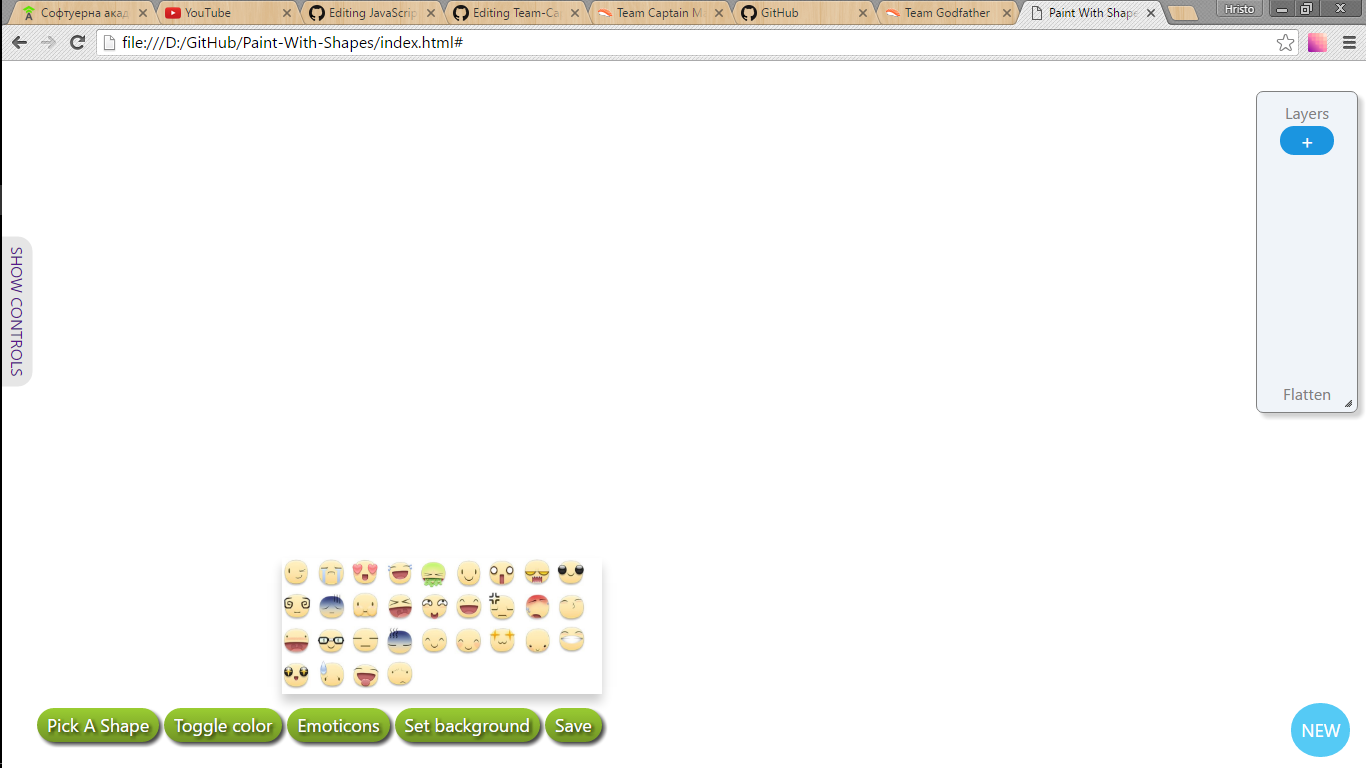 Софтуерна акад
YouTube
Editing JavaScrip
Editing Team-Ca
Team Captain M
GitHub
Team Godfather
Paint With Shape
Hristo
file:///D:/GitHub/Paint-With-Shapes/index.html#
Layers
+
SHOW CONTROLS
Flatten
Pick A Shape
Toggle color
Emoticons
Set background
Save
NEW